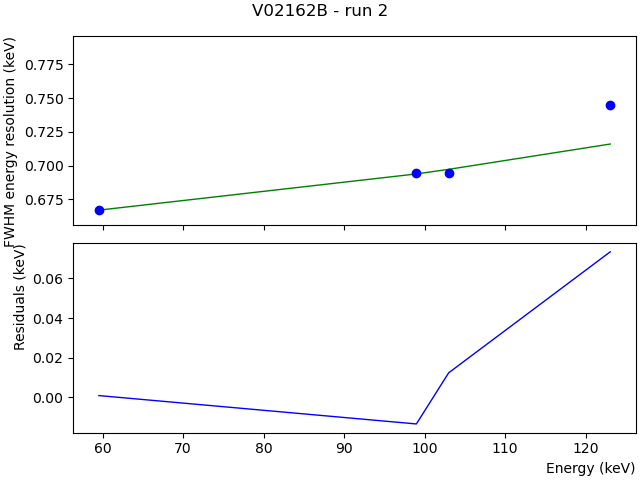 V02162B - run 2
FWHM energy resolution (keV)
0.775
0.750
0.725
0.700
0.675
Residuals (keV)
0.06
0.04
0.02
0.00
60 70 80 90 100 110 120
Energy (keV)